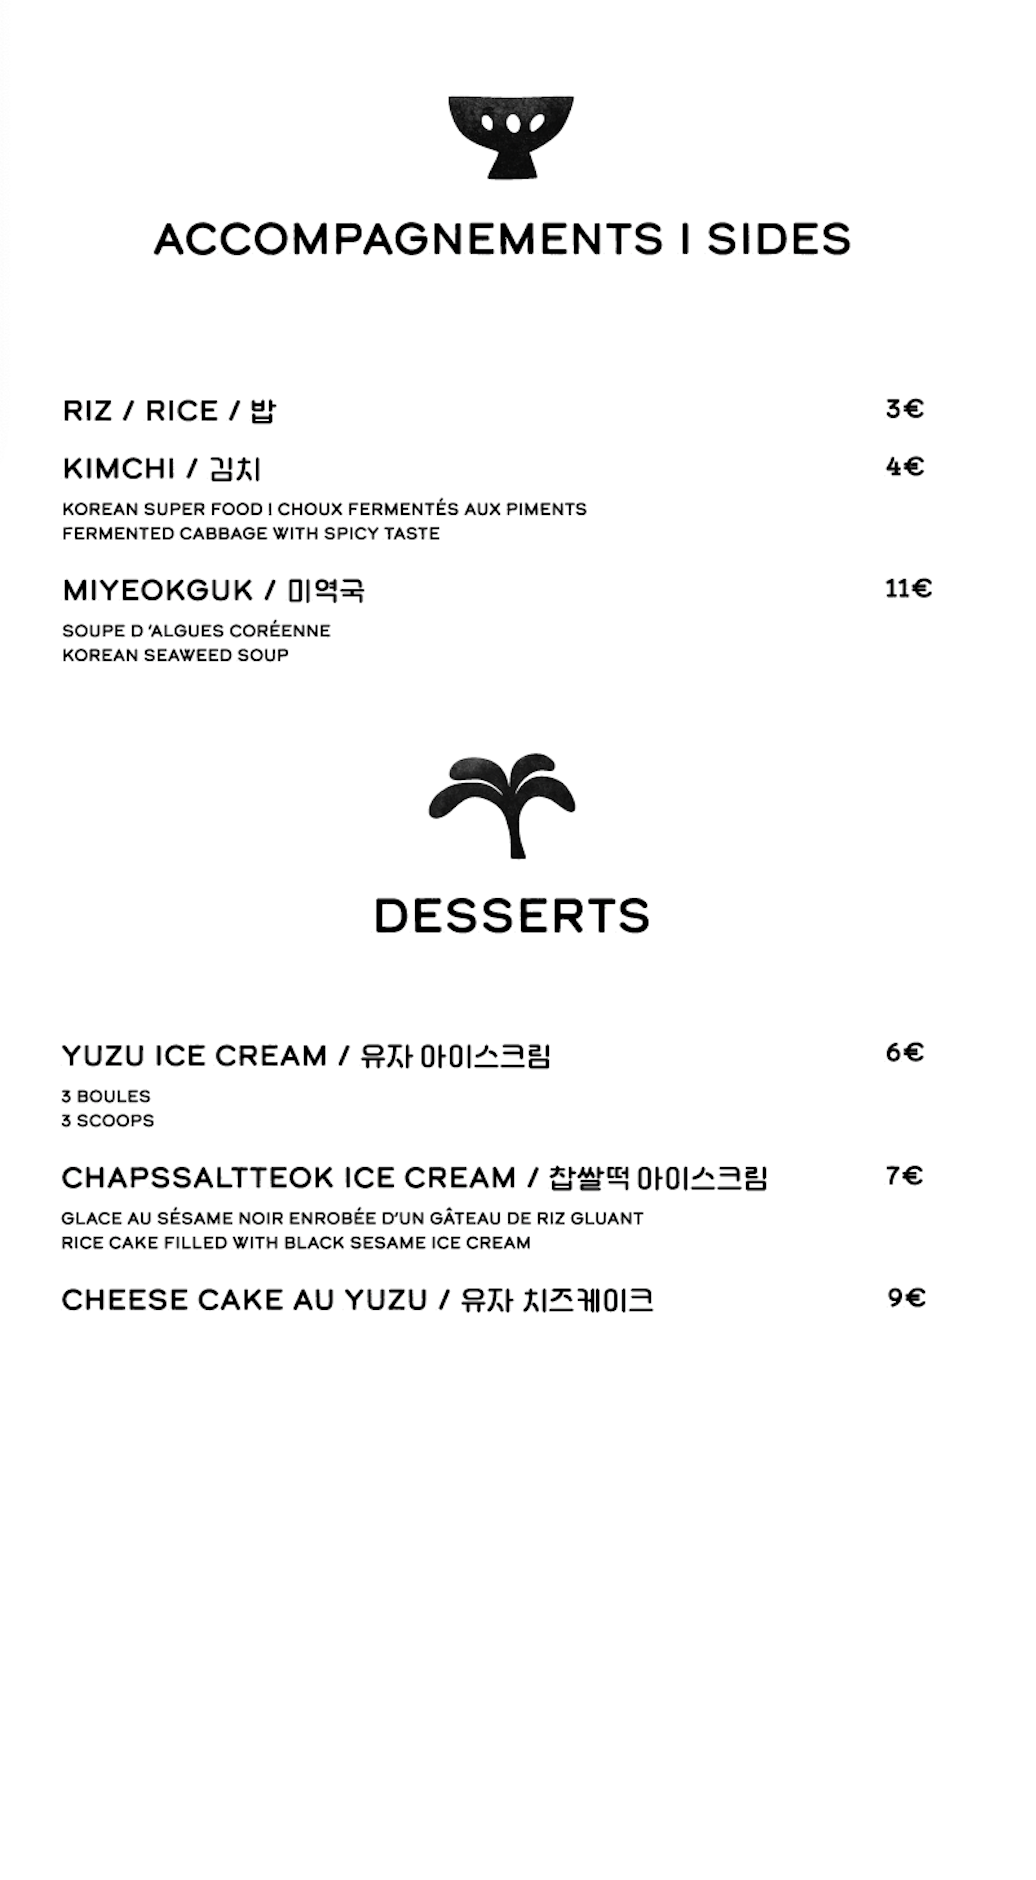 ACCOMPAGNEMENTS I SIDES
RIZ / RICE / 밥 3€
KIMCHI / 김치 4€
KOREAN SUPER FOOD I CHOUX FERMENTÉS AUX PIMENTS
FERMENTED CABBAGE WITH SPICY TASTE
MIYEOKGUK / 미역국 11€
SOUPE D 'ALGUES CORÉENNE
KOREAN SEAWEED SOUP
DESSERTS
YUZU ICE CREAM / 유자 아이스크림 6€
3 BOULES
3 SCOOPS
CHAPSSALTTEOK ICE CREAM / 찹쌀떡 아이스크림 7€
GLACE AU SÉSAME NOIR ENROBÉE D'UN GÂTEAU DE RIZ GLUANT
RICE CAKE FILLED WITH BLACK SESAME ICE CREAM
CHEESE CAKE AU YUZU / 유자 치즈케이크 9€